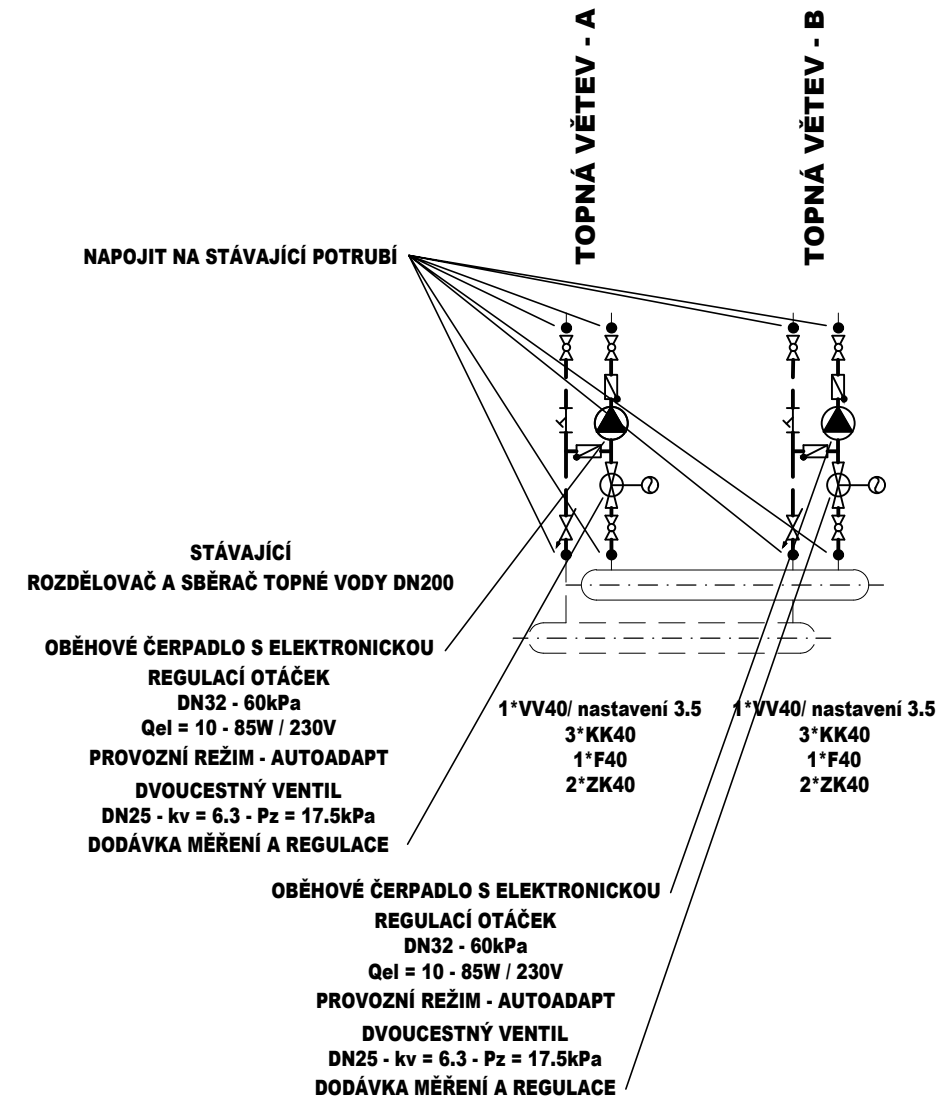 TOPNÁ VĚTEV - A
TOPNÁ VĚTEV - B
NAPOJIT NA STÁVAJÍCÍ POTRUBÍ
STÁVAJÍCÍ
ROZDĚLOVAČ A SBĚRAČ TOPNÉ VODY DN200
OBĚHOVÉ ČERPADLO S ELEKTRONICKOU
REGULACÍ OTÁČEK
DN32 - 60kPa
Qel = 10 - 85W / 230V
PROVOZNÍ REŽIM - AUTOADAPT
DVOUCESTNÝ VENTIL
DN25 - kv = 6.3 - Pz = 17.5kPa
DODÁVKA MĚŘENÍ A REGULACE
1*VV40/ nastavení 3.5
3*KK40
1*F40
2*ZK40
1*VV40/ nastavení 3.5
3*KK40
1*F40
2*ZK40
OBĚHOVÉ ČERPADLO S ELEKTRONICKOU
REGULACÍ OTÁČEK
DN32 - 60kPa
Qel = 10 - 85W / 230V
PROVOZNÍ REŽIM - AUTOADAPT
DVOUCESTNÝ VENTIL
DN25 - kv = 6.3 - Pz = 17.5kPa
DODÁVKA MĚŘENÍ A REGULACE